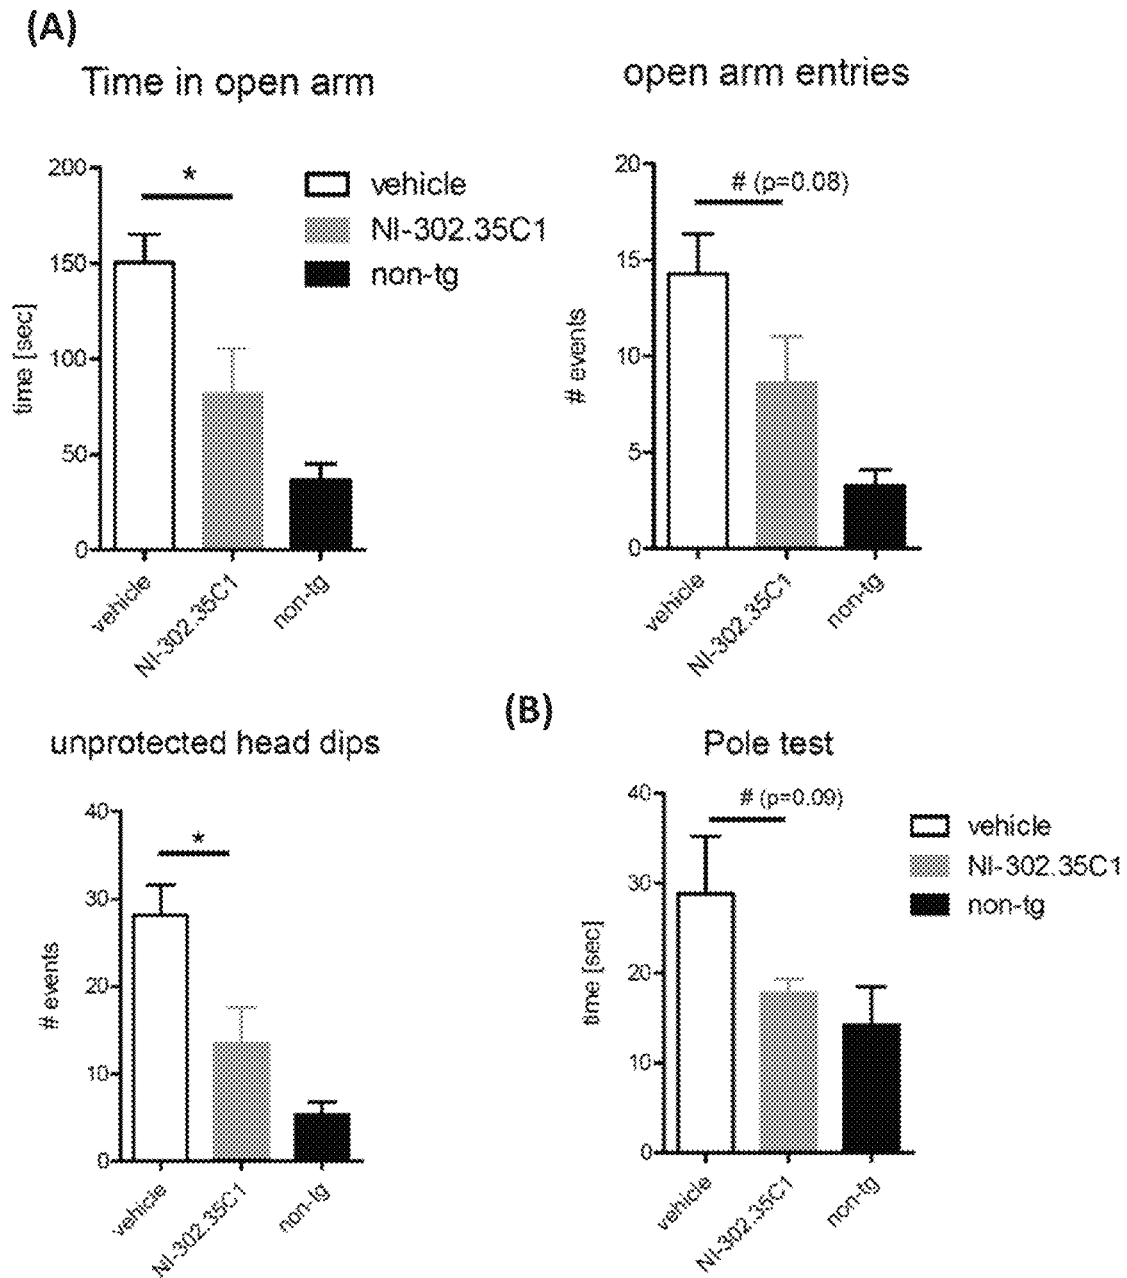 (A)
Time in open arm
200
150
100
50
0
time [sec]
*
vehicle
NI-302.35C1
non-tg
vehicle
NI-302.35C1
non-tg
open arm entries
20
15
10
5
0
# events
# (p=0.08)
vehicle
NI-302.35C1
non-tg
unprotected head dips
40
30
20
10
0
# events
*
vehicle
NI-302.35C1
non-tg
(B)
Pole test
40
30
20
10
0
time [sec]
# (p=0.09)
vehicle
NI-302.35C1
non-tg
vehicle
NI-302.35C1
non-tg